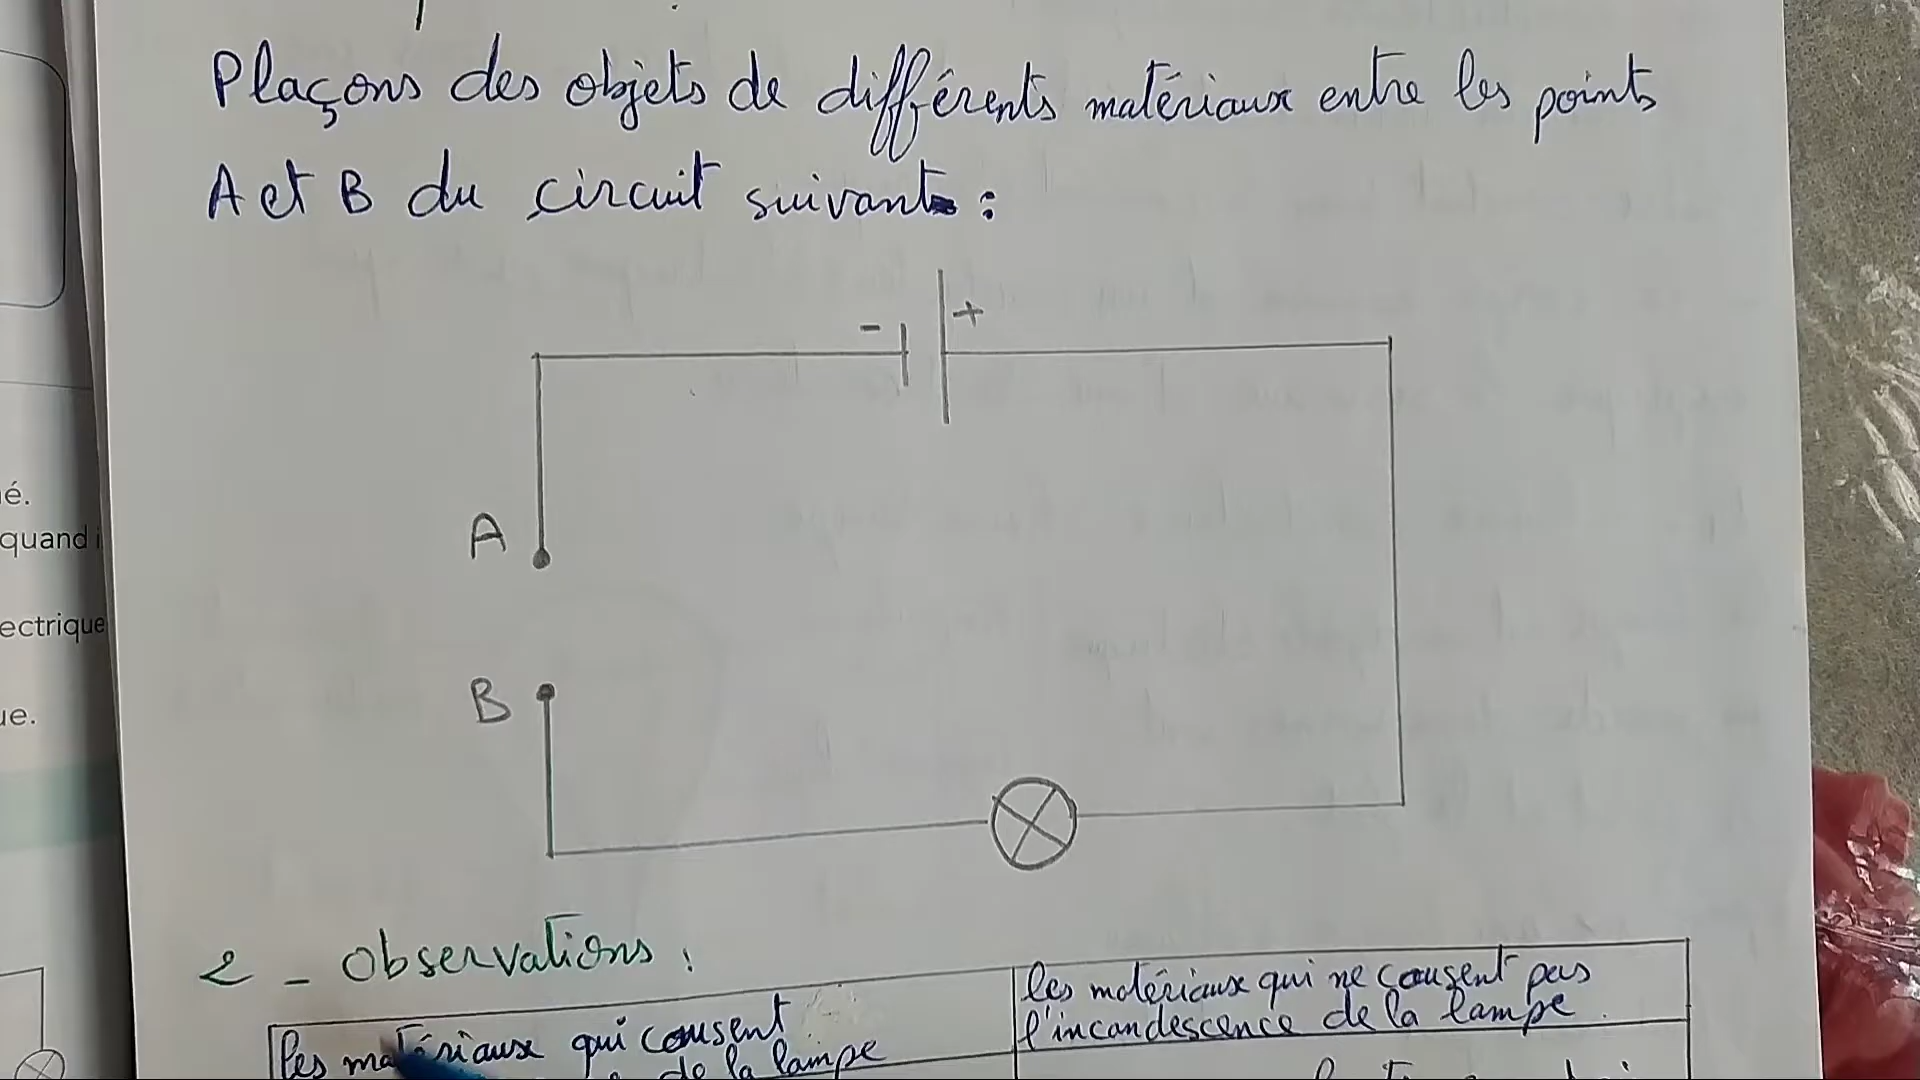 Plaçons des objets de différents matériaux entre les points
A et B du circuit suivant :
- +
A
B
é.
quand
ectrique
ue.
2 - Observations :
les matériaux qui causent
de la lampe
les matériaux qui ne causent pas
l'incandescence de la lampe.